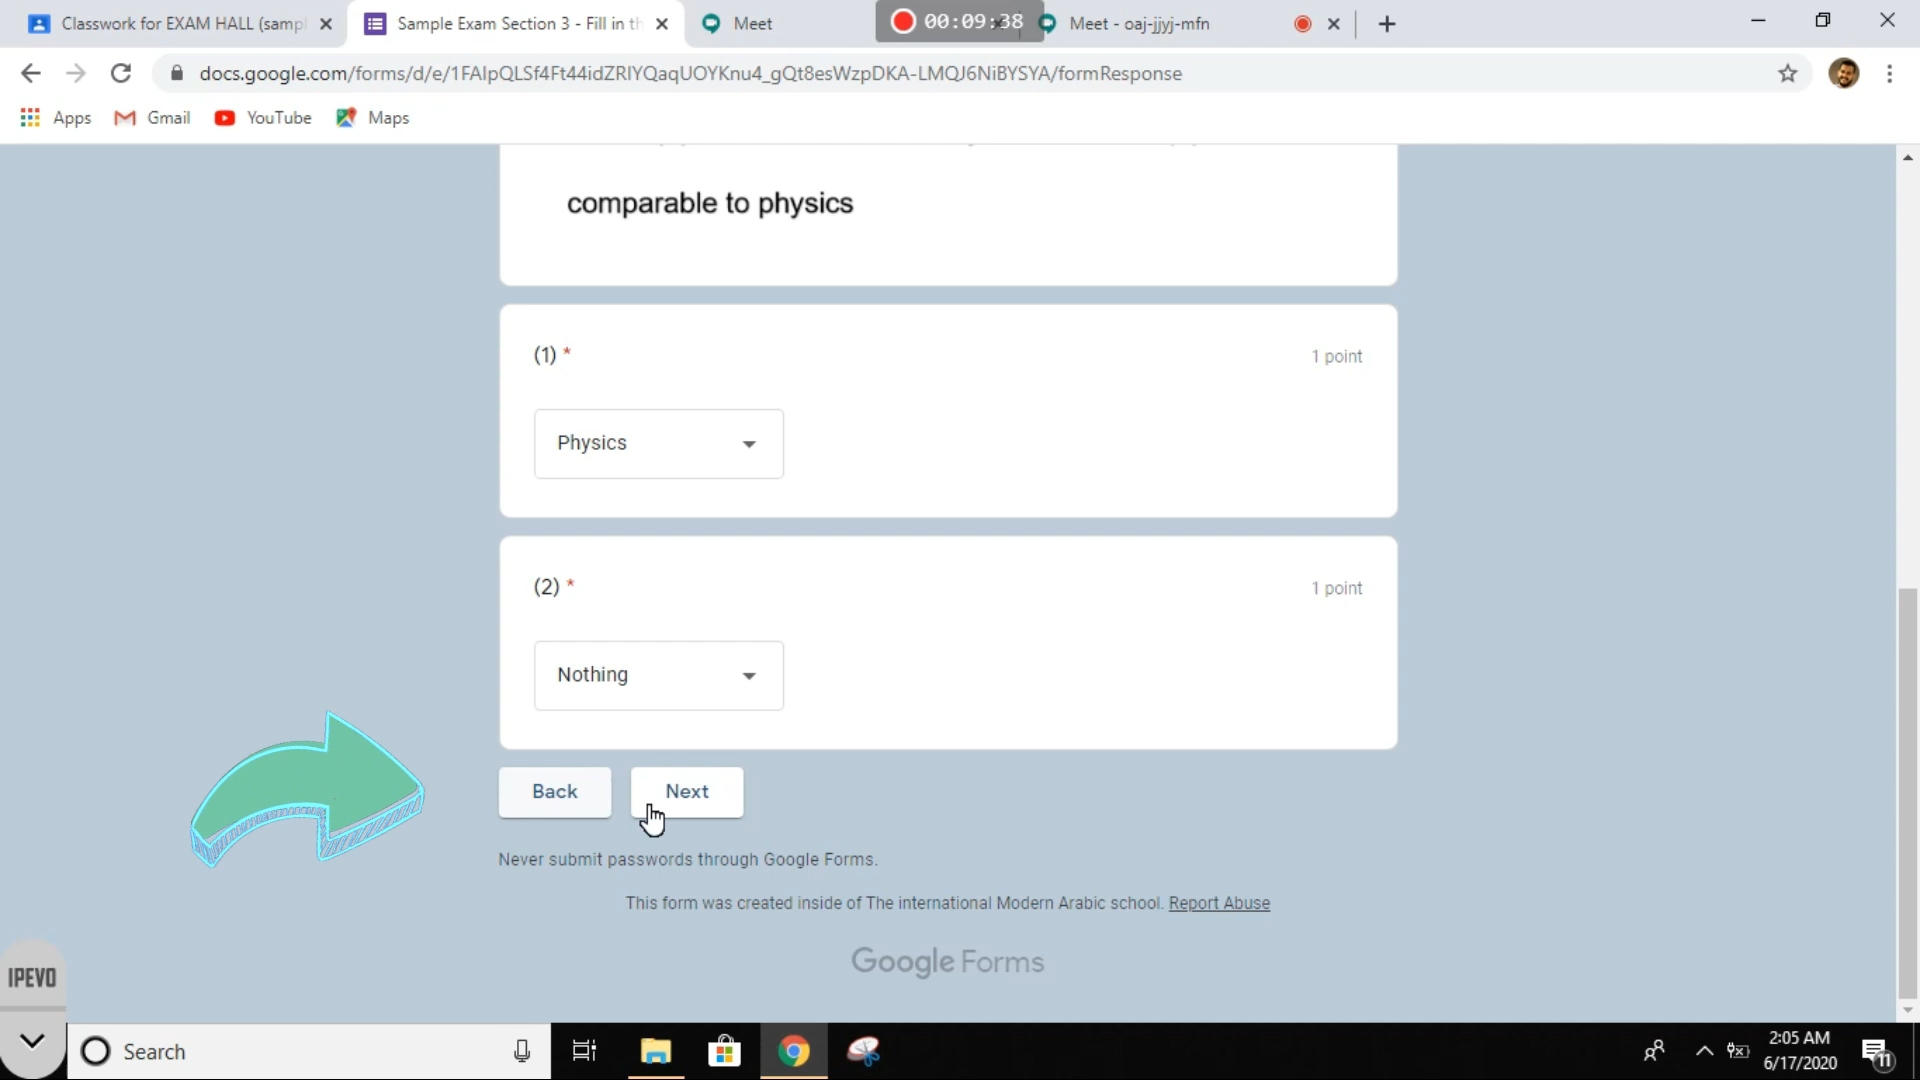 Classwork for EXAM HALL (samp
Sample Exam Section 3 - Fill in th
Meet
00:09:38
Meet - oaj-jjyj-mfn
docs.google.com/forms/d/e/1FAIpQLSf4Ft44idZRlYQaqUOYKnu4_gQt8esWzpDKA-LMQJ6NiBYSYA/formResponse
Apps
Gmail
YouTube
Maps
comparable to physics
(1) *
1 point
Physics
(2) *
1 point
Nothing
Back
Next
Never submit passwords through Google Forms.
This form was created inside of The international Modern Arabic school. Report Abuse
Google Forms
IPEVO
Search
2:05 AM
6/17/2020
11